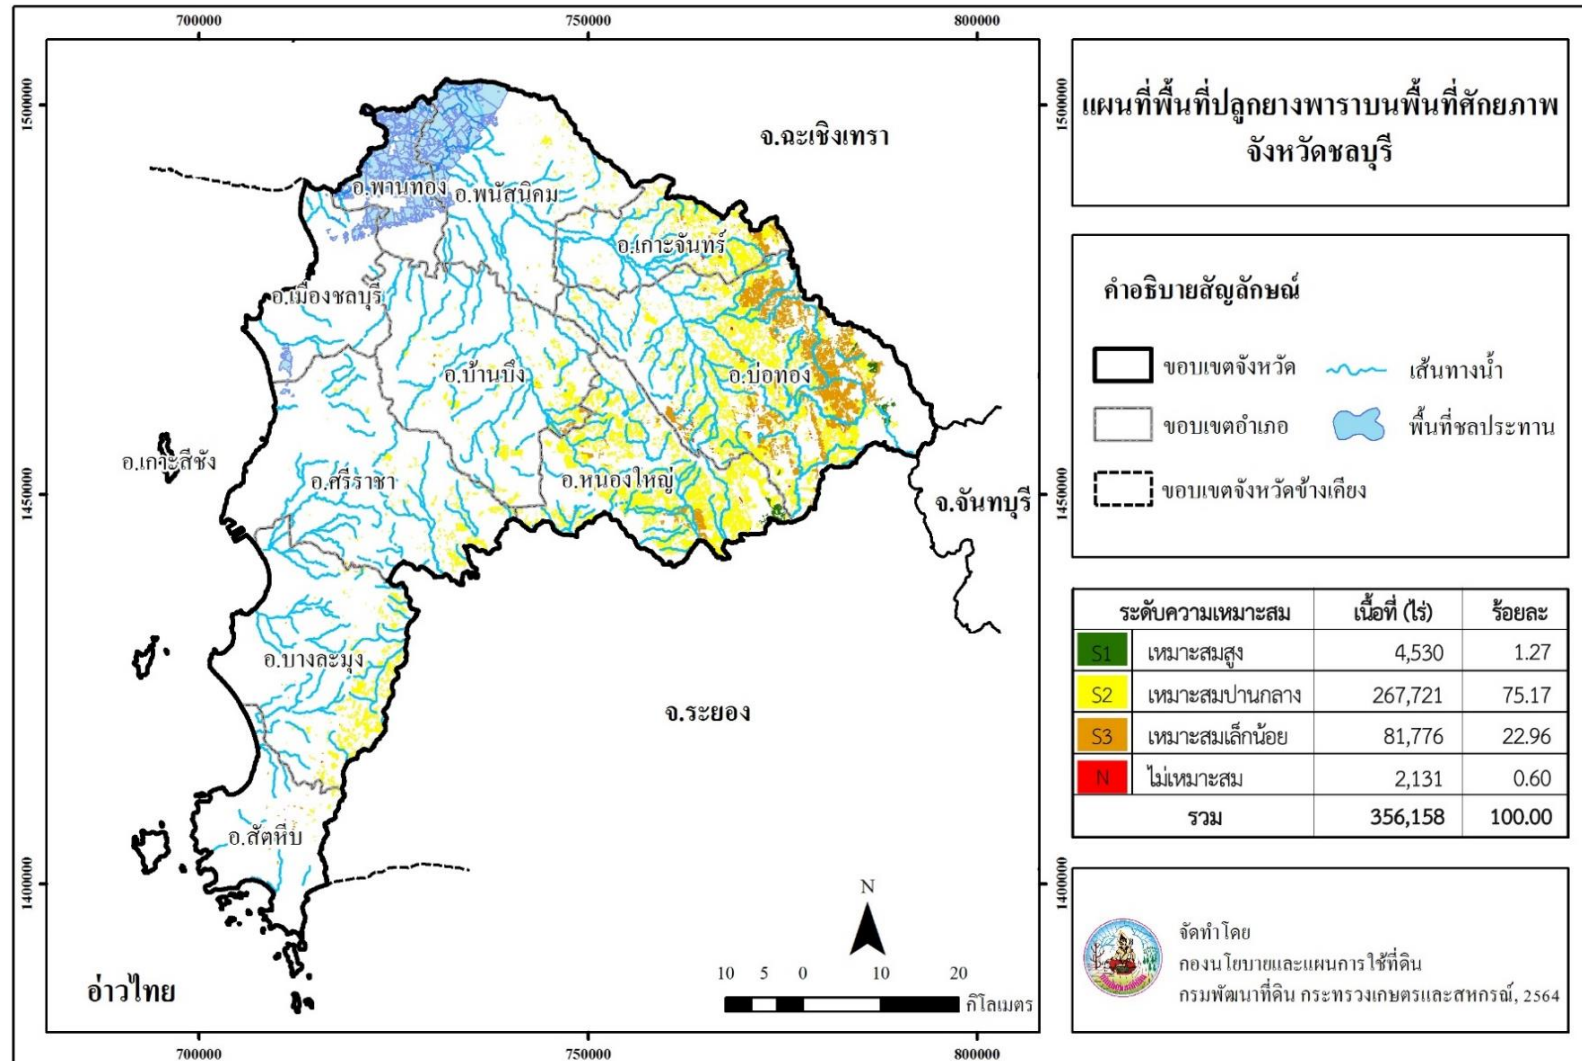 700000
750000
800000
1500000
1500000
1450000
1450000
1400000
1400000
700000
750000
800000
จ.ฉะเชิงเทรา
อ.พานทอง
อ.พนัสนิคม
อ.เกาะจันทร์
อ.เมืองชลบุรี
อ.บ้านบึง
อ.บ่อทอง
อ.เกาะสีชัง
อ.ศรีราชา
อ.หนองใหญ่
จ.จันทบุรี
อ.บางละมุง
จ.ระยอง
อ.สัตหีบ
อ่าวไทย
N
10 5 0 10 20
กิโลเมตร
แผนที่พื้นที่ปลูกยางพาราบนพื้นที่ศักยภาพ
จังหวัดชลบุรี
คำอธิบายสัญลักษณ์
ขอบเขตจังหวัด เส้นทางน้ำ
ขอบเขตอำเภอ พื้นที่ชลประทาน
ขอบเขตจังหวัดข้างเคียง
ระดับความเหมาะสม เนื้อที่ (ไร่) ร้อยละ
S1 เหมาะสมสูง 4,530 1.27
S2 เหมาะสมปานกลาง 267,721 75.17
S3 เหมาะสมเล็กน้อย 81,776 22.96
N ไม่เหมาะสม 2,131 0.60
รวม 356,158 100.00
จัดทำโดย
กองนโยบายและแผนการใช้ที่ดิน
กรมพัฒนาที่ดิน กระทรวงเกษตรและสหกรณ์, 2564